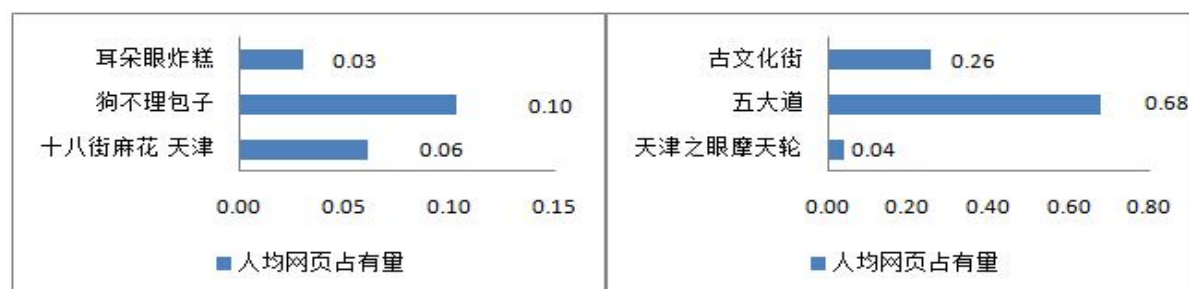 耳朵眼炸糕 0.03
狗不理包子 0.10
十八街麻花 天津 0.06
0.00 0.05 0.10 0.15
人均网页占有量
古文化街 0.26
五大道 0.68
天津之眼摩天轮 0.04
0.00 0.20 0.40 0.60 0.80
人均网页占有量